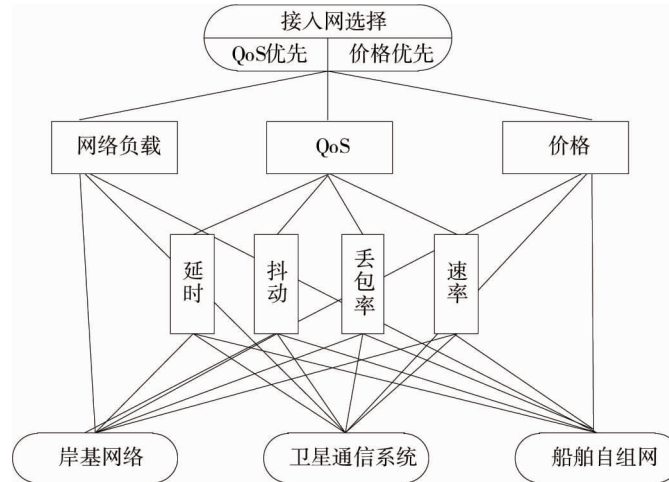 接入网选择
QoS优先 价格优先
网络负载 QoS 价格
延时 抖动 丢包率 速率
岸基网络 卫星通信系统 船舶自组网